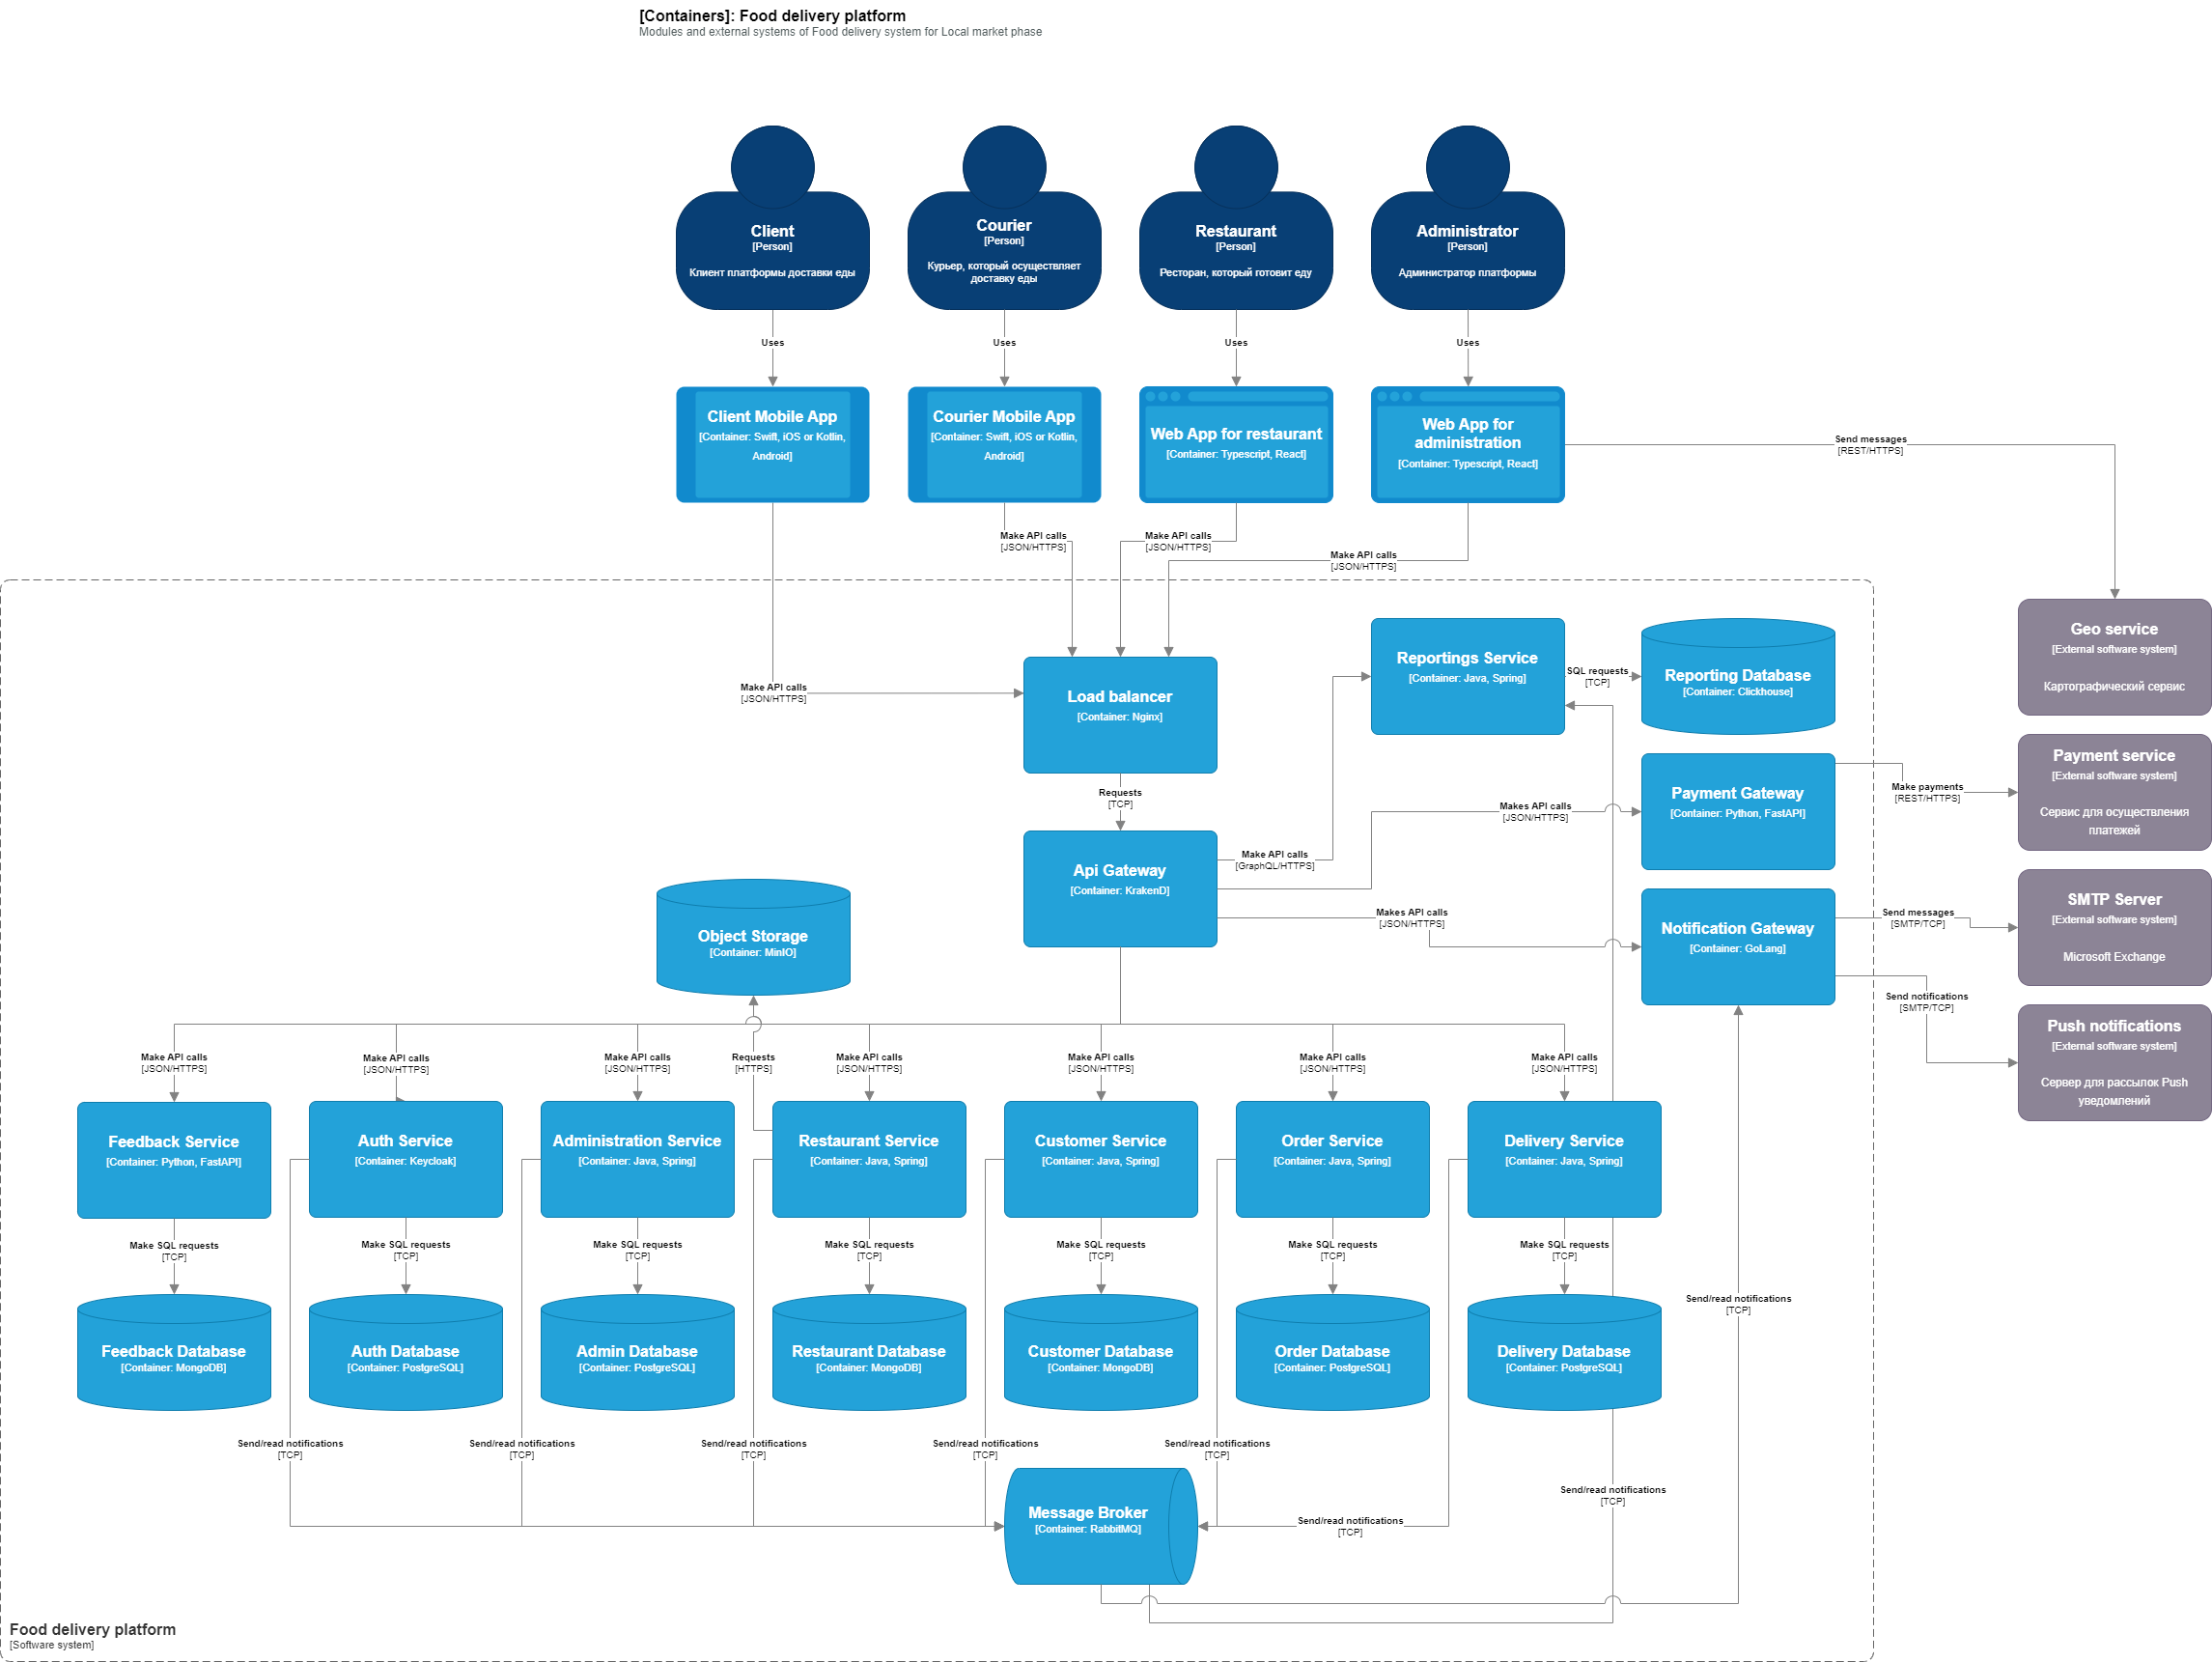 [Containers]: Food delivery platform
Modules and external systems of Food delivery system for Local market phase
Client
[Person]
Клиент платформы доставки еды
Courier
[Person]
Курьер, который осуществляет
доставку еды
Restaurant
[Person]
Ресторан, который готовит еду
Administrator
[Person]
Администратор платформы
Uses
Uses
Uses
Uses
Client Mobile App
[Container: Swift, iOS or Kotlin,
Android]
Courier Mobile App
[Container: Swift, iOS or Kotlin,
Android]
Web App for restaurant
[Container: Typescript, React]
Web App for
administration
[Container: Typescript, React]
Send messages
[REST/HTTPS]
Make API calls
[JSON/HTTPS]
Make API calls
[JSON/HTTPS]
Make API calls
[JSON/HTTPS]
Make API calls
[JSON/HTTPS]
Load balancer
[Container: Nginx]
Reportings Service
[Container: Java, Spring]
SQL requests
[TCP]
Reporting Database
[Container: Clickhouse]
Geo service
[External software system]
Картографический сервис
Requests
[TCP]
Payment Gateway
[Container: Python, FastAPI]
Make payments
[REST/HTTPS]
Payment service
[External software system]
Сервис для осуществления
платежей
Makes API calls
[JSON/HTTPS]
Make API calls
[GraphQL/HTTPS]
Api Gateway
[Container: KrakenD]
Makes API calls
[JSON/HTTPS]
Notification Gateway
[Container: GoLang]
Send messages
[SMTP/TCP]
SMTP Server
[External software system]
Microsoft Exchange
Object Storage
[Container: MinIO]
Send notifications
[SMTP/TCP]
Push notifications
[External software system]
Сервер для рассылок Push
уведомлений
Make API calls
[JSON/HTTPS]
Make API calls
[JSON/HTTPS]
Make API calls
[JSON/HTTPS]
Requests
[HTTPS]
Make API calls
[JSON/HTTPS]
Make API calls
[JSON/HTTPS]
Make API calls
[JSON/HTTPS]
Make API calls
[JSON/HTTPS]
Feedback Service
[Container: Python, FastAPI]
Auth Service
[Container: Keycloak]
Administration Service
[Container: Java, Spring]
Restaurant Service
[Container: Java, Spring]
Customer Service
[Container: Java, Spring]
Order Service
[Container: Java, Spring]
Delivery Service
[Container: Java, Spring]
Make SQL requests
[TCP]
Make SQL requests
[TCP]
Make SQL requests
[TCP]
Make SQL requests
[TCP]
Make SQL requests
[TCP]
Make SQL requests
[TCP]
Make SQL requests
[TCP]
Send/read notifications
[TCP]
Feedback Database
[Container: MongoDB]
Auth Database
[Container: PostgreSQL]
Admin Database
[Container: PostgreSQL]
Restaurant Database
[Container: MongoDB]
Customer Database
[Container: MongoDB]
Order Database
[Container: PostgreSQL]
Delivery Database
[Container: PostgreSQL]
Send/read notifications
[TCP]
Send/read notifications
[TCP]
Send/read notifications
[TCP]
Send/read notifications
[TCP]
Send/read notifications
[TCP]
Send/read notifications
[TCP]
Message Broker
[Container: RabbitMQ]
Send/read notifications
[TCP]
Food delivery platform
[Software system]